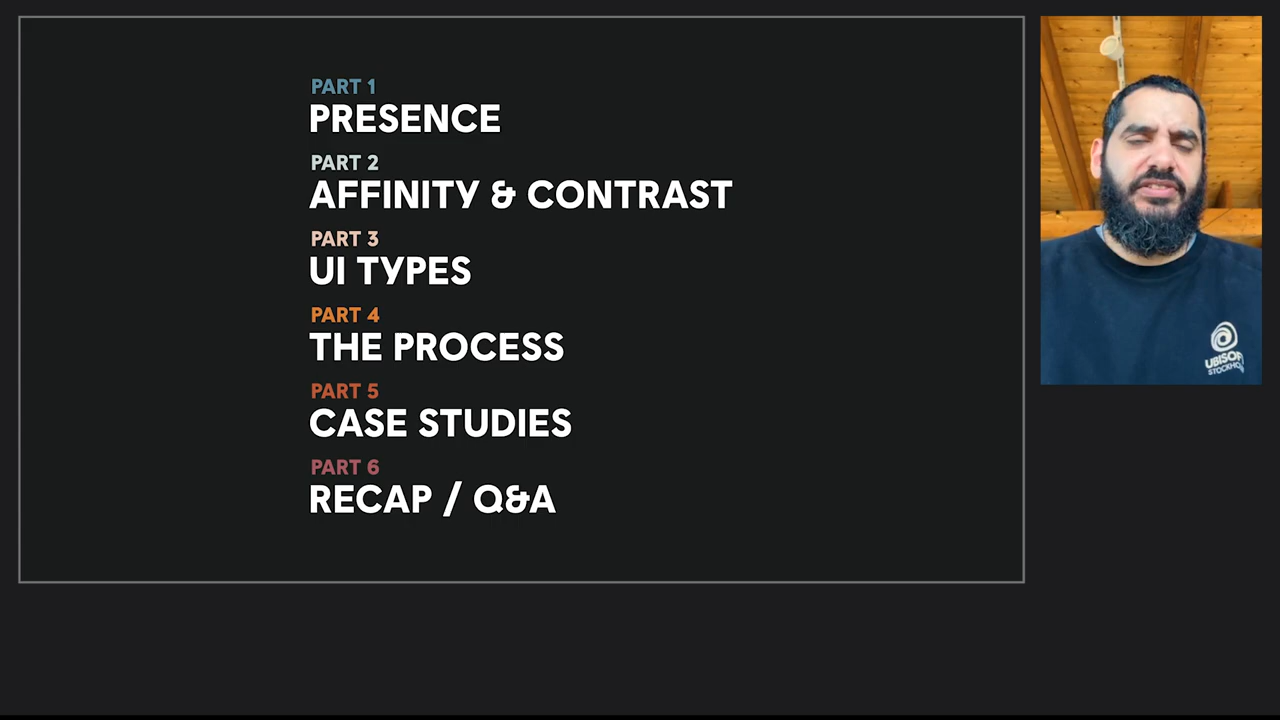 PART 1
PRESENCE
PART 2
AFFINITY & CONTRAST
PART 3
UI TYPES
PART 4
THE PROCESS
PART 5
CASE STUDIES
PART 6
RECAP / Q&A